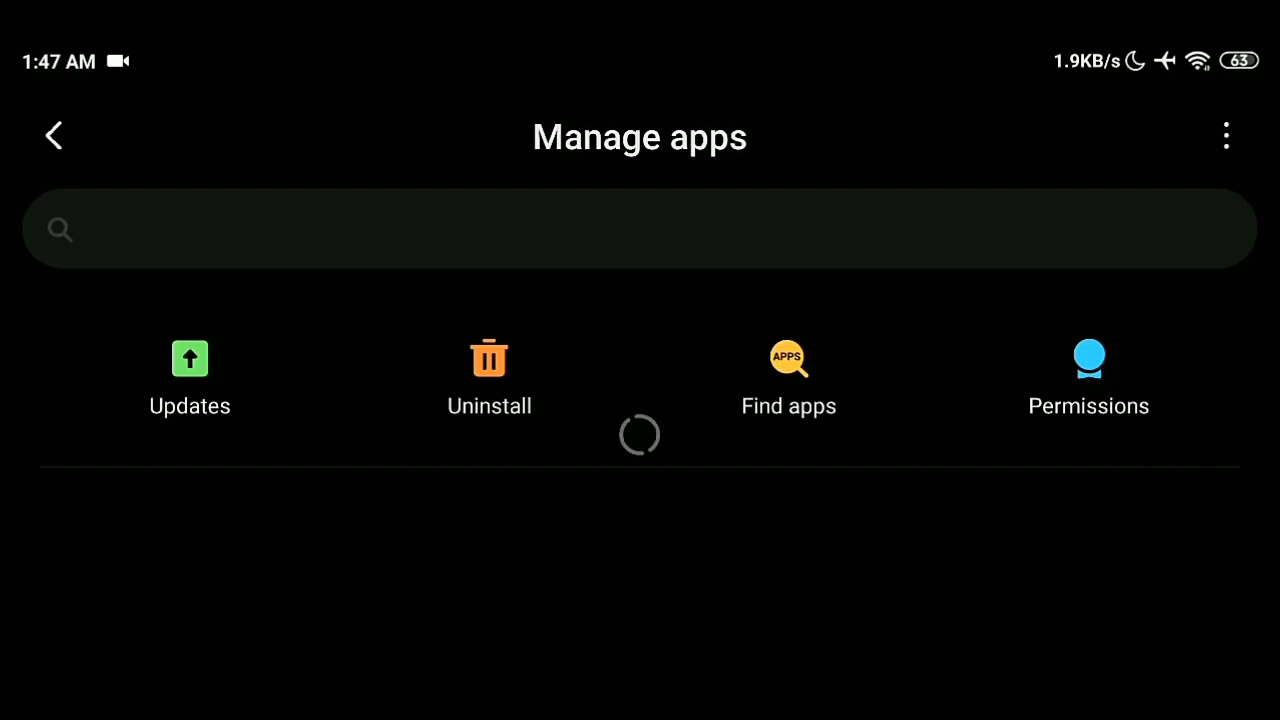 1:47 AM 1.9KB/s 63
Manage apps
APPS
Updates Uninstall Find apps Permissions